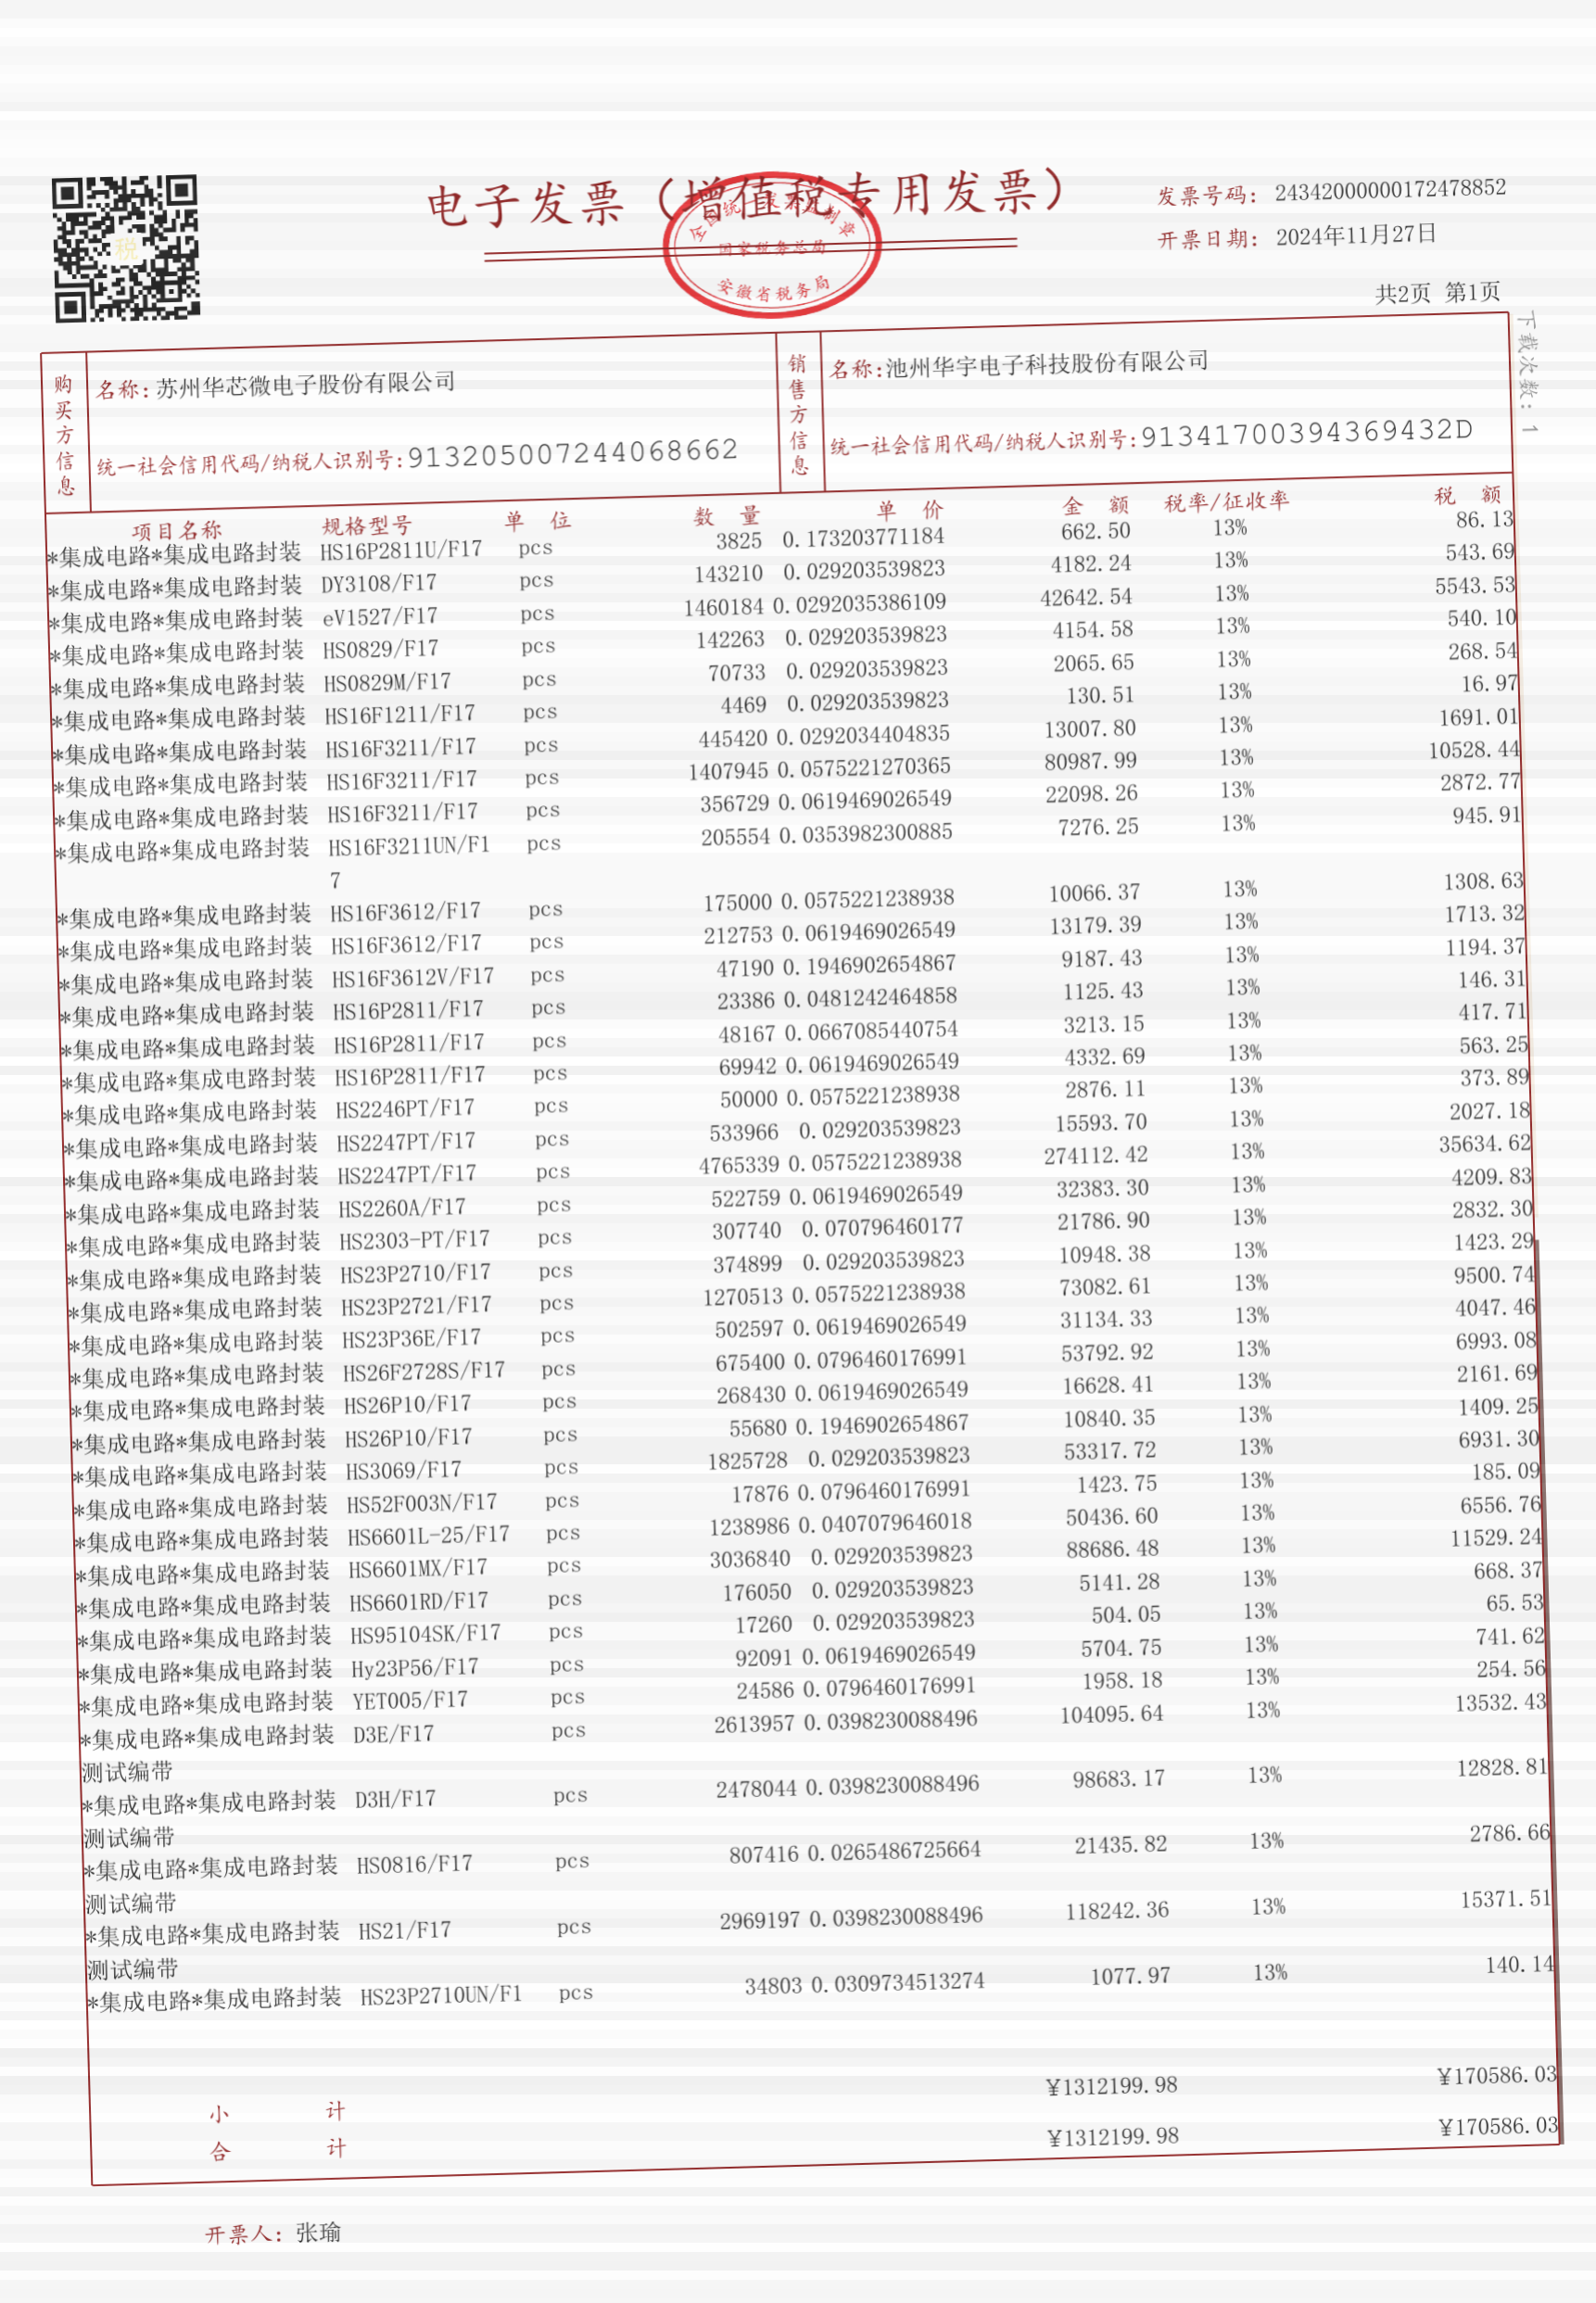 电子发票（增值税专用发票）
全国统一发票监制章
国家税务总局
安徽省税务局
税
发票号码：24342000000172478852
开票日期：2024年11月27日
共2页 第1页
下载次数：1
购买方信息
名称：苏州华芯微电子股份有限公司
统一社会信用代码/纳税人识别号：913205007244068662
销售方信息
名称：池州华宇电子科技股份有限公司
统一社会信用代码/纳税人识别号：91341700394369432D
项目名称 规格型号 单位 数量 单价 金额 税率/征收率 税额
*集成电路*集成电路封装 HS16P2811U/F17 pcs 3825 0.173203771184 662.50 13% 86.13
*集成电路*集成电路封装 DY3108/F17 pcs 143210 0.029203539823 4182.24 13% 543.69
*集成电路*集成电路封装 eV1527/F17 pcs 1460184 0.0292035386109 42642.54 13% 5543.53
*集成电路*集成电路封装 HS0829/F17 pcs 142263 0.029203539823 4154.58 13% 540.10
*集成电路*集成电路封装 HS0829M/F17 pcs 70733 0.029203539823 2065.65 13% 268.54
*集成电路*集成电路封装 HS16F1211/F17 pcs 4469 0.029203539823 130.51 13% 16.97
*集成电路*集成电路封装 HS16F3211/F17 pcs 445420 0.0292034404835 13007.80 13% 1691.01
*集成电路*集成电路封装 HS16F3211/F17 pcs 1407945 0.0575221270365 80987.99 13% 10528.44
*集成电路*集成电路封装 HS16F3211/F17 pcs 356729 0.0619469026549 22098.26 13% 2872.77
*集成电路*集成电路封装 HS16F3211UN/F1 pcs 205554 0.0353982300885 7276.25 13% 945.91
7
*集成电路*集成电路封装 HS16F3612/F17 pcs 175000 0.0575221238938 10066.37 13% 1308.63
*集成电路*集成电路封装 HS16F3612/F17 pcs 212753 0.0619469026549 13179.39 13% 1713.32
*集成电路*集成电路封装 HS16F3612V/F17 pcs 47190 0.1946902654867 9187.43 13% 1194.37
*集成电路*集成电路封装 HS16P2811/F17 pcs 23386 0.0481242464858 1125.43 13% 146.31
*集成电路*集成电路封装 HS16P2811/F17 pcs 48167 0.0667085440754 3213.15 13% 417.71
*集成电路*集成电路封装 HS16P2811/F17 pcs 69942 0.0619469026549 4332.69 13% 563.25
*集成电路*集成电路封装 HS2246PT/F17 pcs 50000 0.0575221238938 2876.11 13% 373.89
*集成电路*集成电路封装 HS2247PT/F17 pcs 533966 0.029203539823 15593.70 13% 2027.18
*集成电路*集成电路封装 HS2247PT/F17 pcs 4765339 0.0575221238938 274112.42 13% 35634.62
*集成电路*集成电路封装 HS2260A/F17 pcs 522759 0.0619469026549 32383.30 13% 4209.83
*集成电路*集成电路封装 HS2303-PT/F17 pcs 307740 0.070796460177 21786.90 13% 2832.30
*集成电路*集成电路封装 HS23P2710/F17 pcs 374899 0.029203539823 10948.38 13% 1423.29
*集成电路*集成电路封装 HS23P2721/F17 pcs 1270513 0.0575221238938 73082.61 13% 9500.74
*集成电路*集成电路封装 HS23P36E/F17 pcs 502597 0.0619469026549 31134.33 13% 4047.46
*集成电路*集成电路封装 HS26F2728S/F17 pcs 675400 0.0796460176991 53792.92 13% 6993.08
*集成电路*集成电路封装 HS26P10/F17 pcs 268430 0.0619469026549 16628.41 13% 2161.69
*集成电路*集成电路封装 HS26P10/F17 pcs 55680 0.1946902654867 10840.35 13% 1409.25
*集成电路*集成电路封装 HS3069/F17 pcs 1825728 0.029203539823 53317.72 13% 6931.30
*集成电路*集成电路封装 HS52F003N/F17 pcs 17876 0.0796460176991 1423.75 13% 185.09
*集成电路*集成电路封装 HS6601L-25/F17 pcs 1238986 0.0407079646018 50436.60 13% 6556.76
*集成电路*集成电路封装 HS6601MX/F17 pcs 3036840 0.029203539823 88686.48 13% 11529.24
*集成电路*集成电路封装 HS6601RD/F17 pcs 176050 0.029203539823 5141.28 13% 668.37
*集成电路*集成电路封装 HS95104SK/F17 pcs 17260 0.029203539823 504.05 13% 65.53
*集成电路*集成电路封装 Hy23P56/F17 pcs 92091 0.0619469026549 5704.75 13% 741.62
*集成电路*集成电路封装 YET005/F17 pcs 24586 0.0796460176991 1958.18 13% 254.56
*集成电路*集成电路封装 D3E/F17 pcs 2613957 0.0398230088496 104095.64 13% 13532.43
测试编带
*集成电路*集成电路封装 D3H/F17 pcs 2478044 0.0398230088496 98683.17 13% 12828.81
测试编带
*集成电路*集成电路封装 HS0816/F17 pcs 807416 0.0265486725664 21435.82 13% 2786.66
测试编带
*集成电路*集成电路封装 HS21/F17 pcs 2969197 0.0398230088496 118242.36 13% 15371.51
测试编带
*集成电路*集成电路封装 HS23P2710UN/F1 pcs 34803 0.0309734513274 1077.97 13% 140.14
小计 ¥1312199.98 ¥170586.03
合计 ¥1312199.98 ¥170586.03
开票人：张瑜